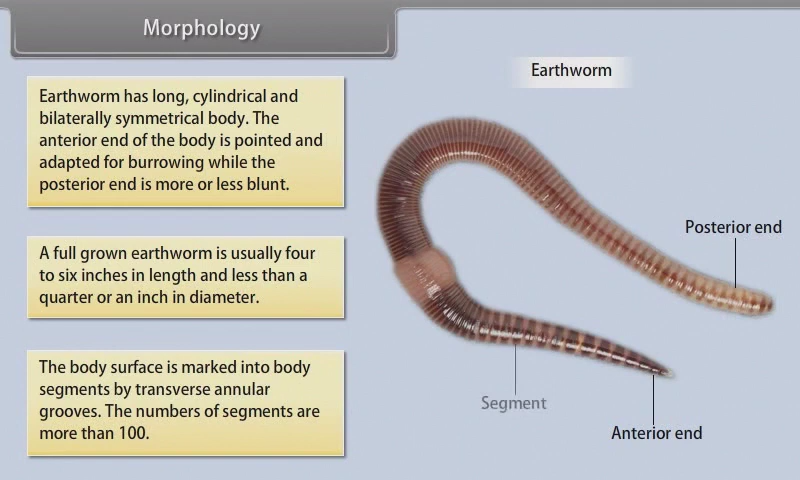 Morphology
Earthworm has long, cylindrical and
bilaterally symmetrical body. The
anterior end of the body is pointed and
adapted for burrowing while the
posterior end is more or less blunt.
A full grown earthworm is usually four
to six inches in length and less than a
quarter or an inch in diameter.
The body surface is marked into body
segments by transverse annular
grooves. The numbers of segments are
more than 100.
Earthworm
Posterior end
Segment
Anterior end